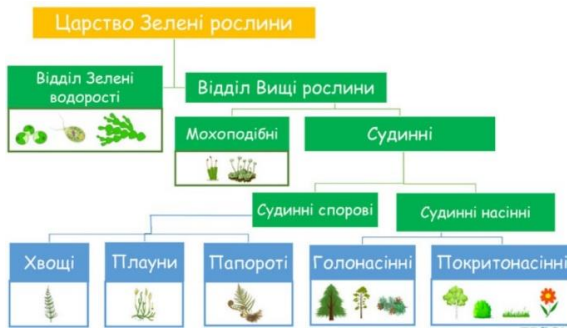 Царство Зелені рослини
Відділ Зелені
водорості
Відділ Вищі рослини
Мохоподібні
Судинні
Судинні спорові
Судинні насінні
Хвощі
Плауни
Папороті
Голонасінні
Покритонасінні